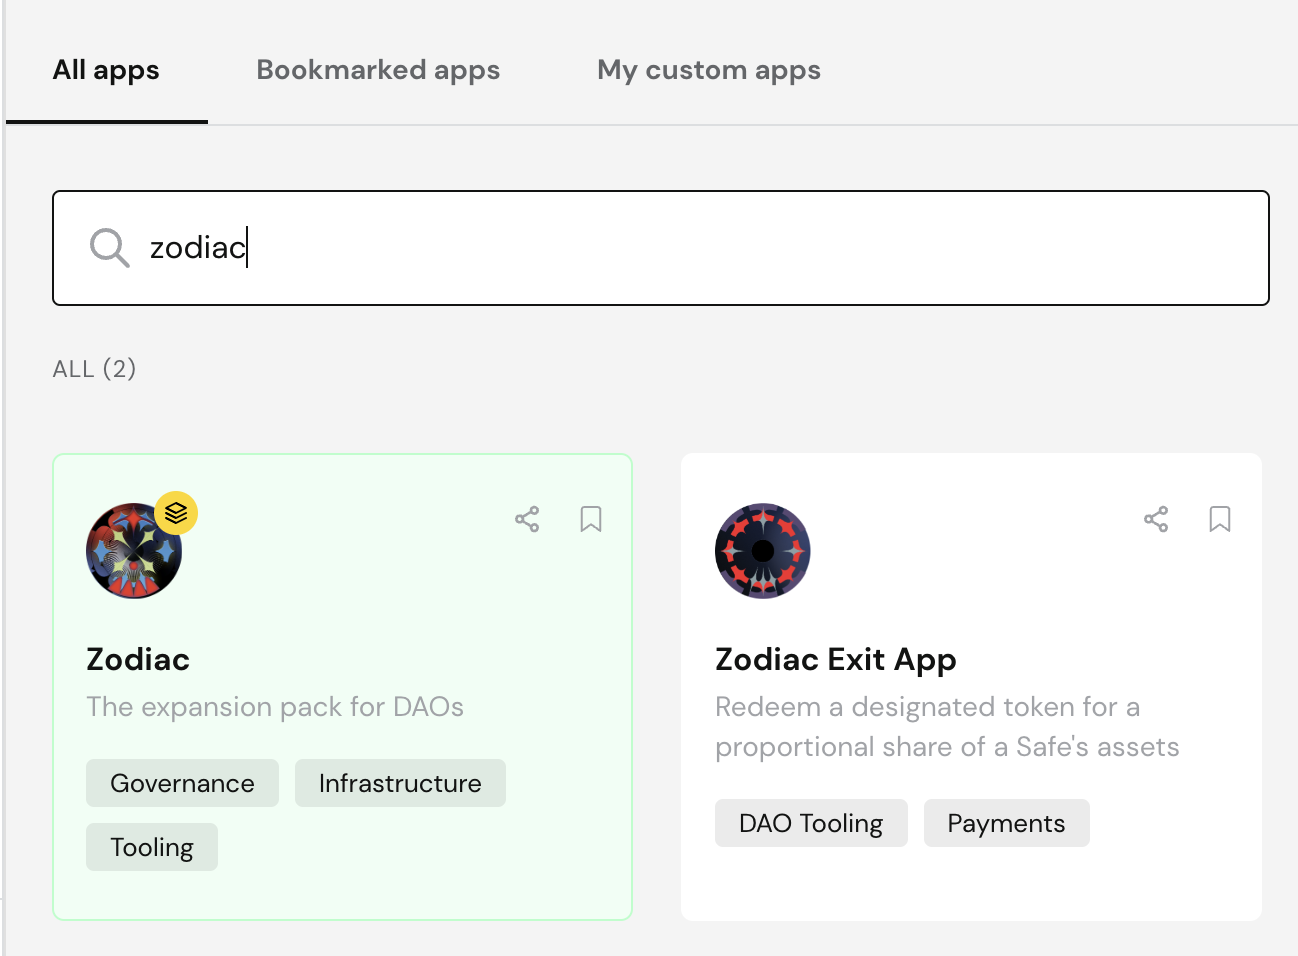 All apps
Bookmarked apps
My custom apps
zodiac
ALL (2)
Zodiac
The expansion pack for DAOs
Governance
Infrastructure
Tooling
Zodiac Exit App
Redeem a designated token for a
proportional share of a Safe's assets
DAO Tooling
Payments